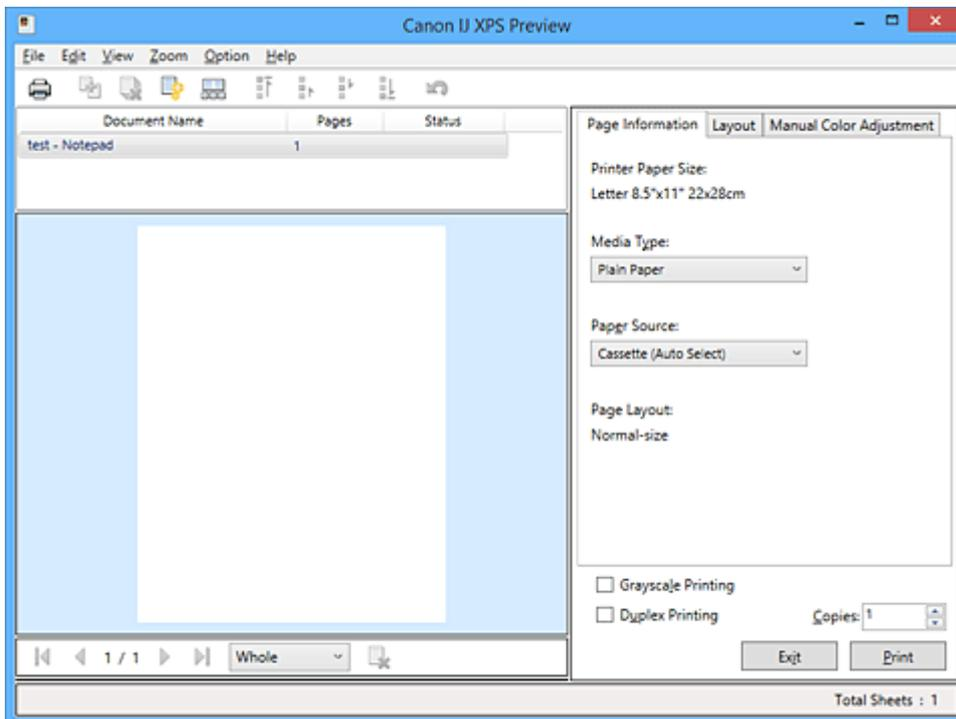 Canon IJ XPS Preview
File Edit View Zoom Option Help
Document Name Pages Status
test - Notepad 1
Page Information Layout Manual Color Adjustment
Printer Paper Size:
Letter 8.5"x11" 22x28cm
Media Type:
Plain Paper
Paper Source:
Cassette (Auto Select)
Page Layout:
Normal-size
Grayscale Printing
Duplex Printing Copies: 1
1 / 1 Whole
Exit Print
Total Sheets : 1